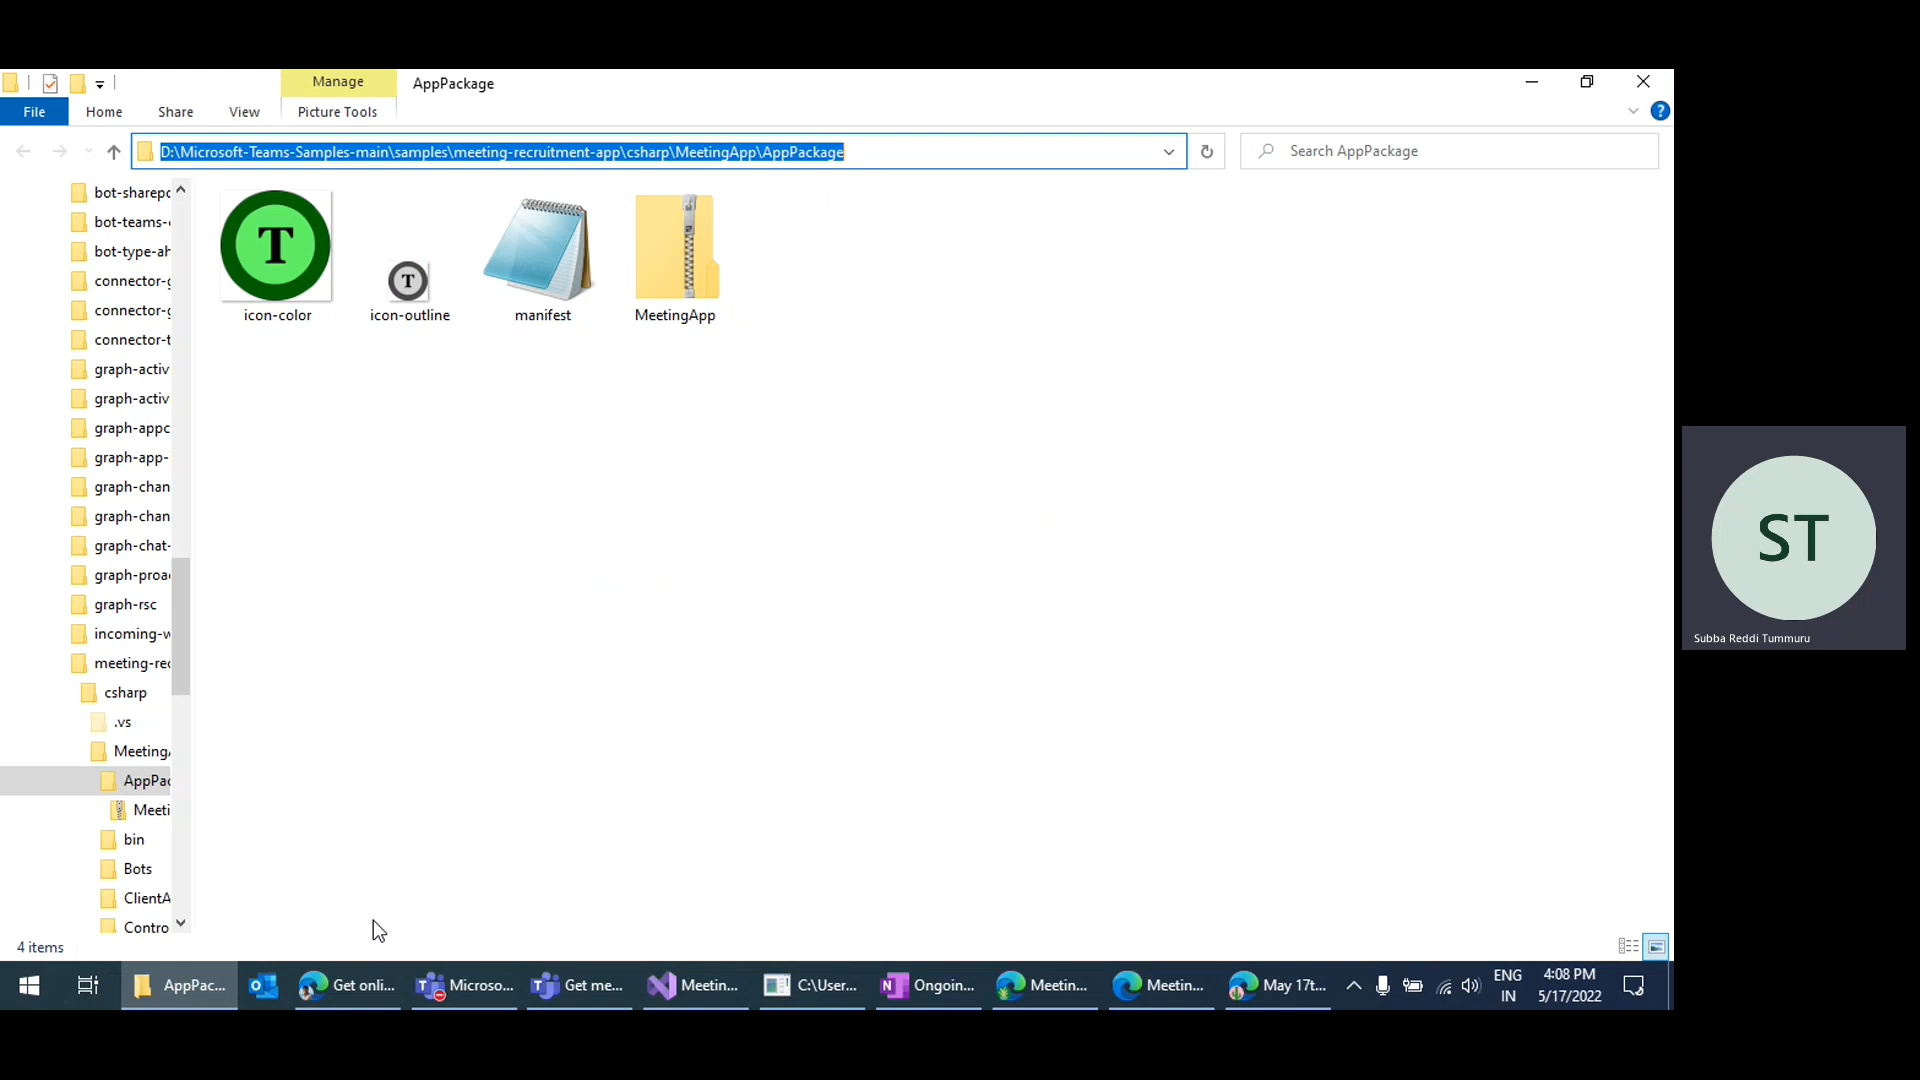 Manage
AppPackage
File
Home
Share
View
Picture Tools
D:\Microsoft-Teams-Samples-main\samples\meeting-recruitment-app\csharp\MeetingApp\AppPackage
Search AppPackage
bot-sharepo
bot-teams-
bot-type-ah
connector-g
connector-g
connector-t
graph-activ
graph-activ
graph-appc
graph-app-
graph-chan
graph-chan
graph-chat-
graph-proa
graph-rsc
incoming-w
meeting-rec
csharp
.vs
Meeting
AppPac
Meeti
bin
Bots
ClientA
Contro
T
T
icon-color
icon-outline
manifest
MeetingApp
4 items
ST
Subba Reddi Tummuru
AppPac...
Get onli...
Microso...
Get me...
Meetin...
C:\User...
Ongoin...
Meetin...
Meetin...
May 17t...
ENG
IN
4:08 PM
5/17/2022